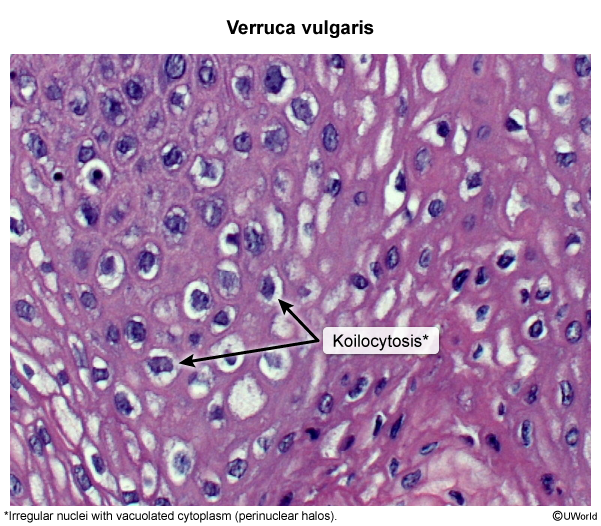 Verruca vulgaris
Koilocytosis*
*Irregular nuclei with vacuolated cytoplasm (perinuclear halos).
©UWorld